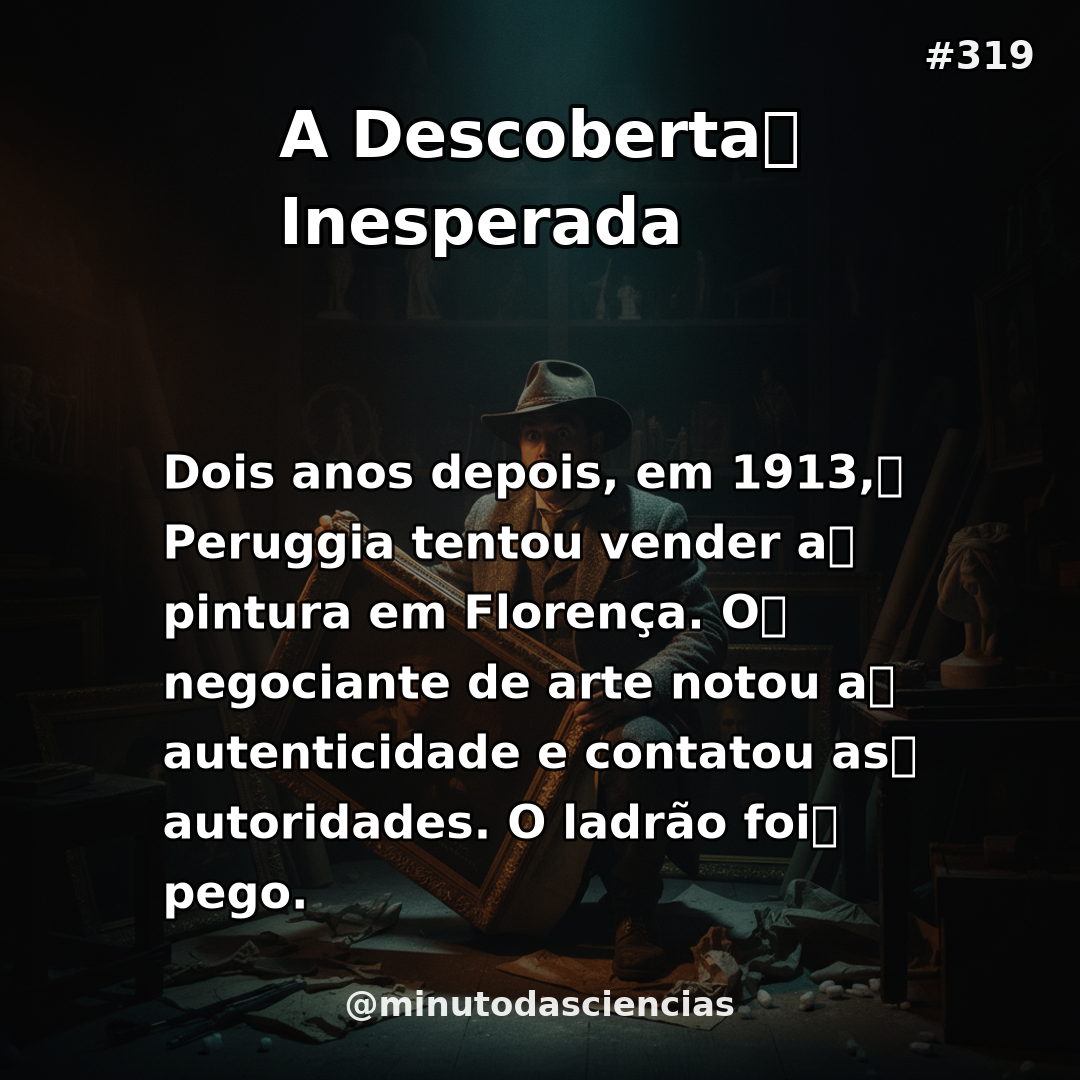 #319
A Descoberta
Inesperada
Dois anos depois, em 1913,
Peruggia tentou vender a
pintura em Florença. O
negociante de arte notou a
autenticidade e contatou as
autoridades. O ladrão foi
pego.
@minutodasciencias